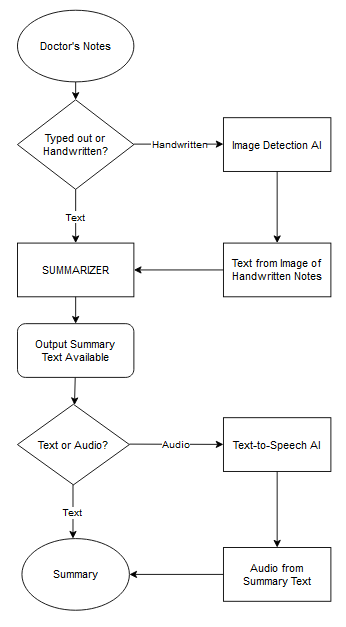 Doctor's Notes
Typed out or
Handwritten?
Handwritten
Image Detection AI
Text
SUMMARIZER
Text from Image of
Handwritten Notes
Output Summary
Text Available
Text or Audio?
Audio
Text-to-Speech AI
Text
Summary
Audio from
Summary Text